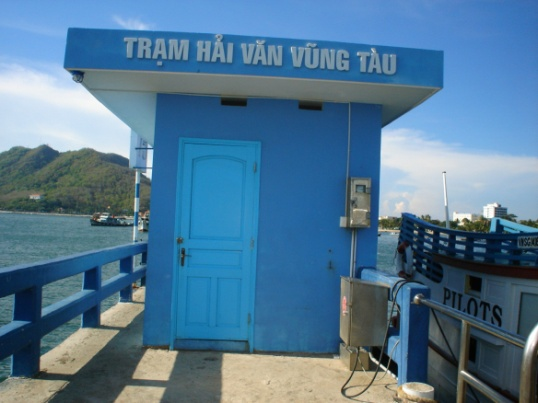 TRẠM HẢI VĂN VŨNG TÀU
PILOTS